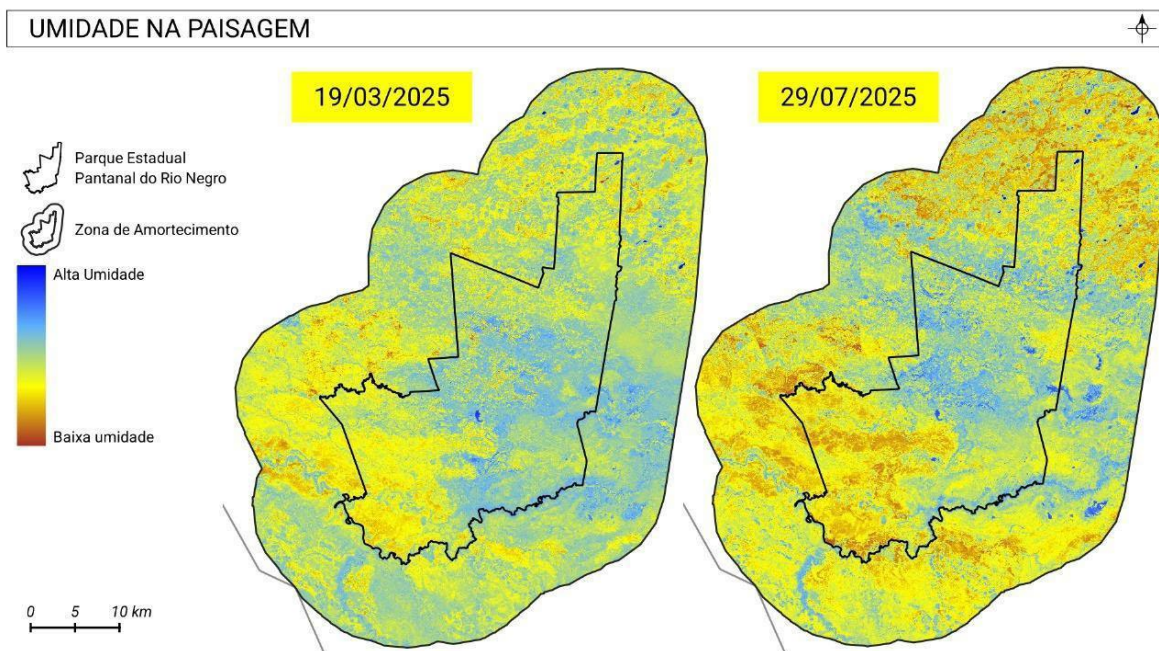 UMIDADE NA PAISAGEM
19/03/2025
29/07/2025
Parque Estadual
Pantanal do Rio Negro
Zona de Amortecimento
Alta Umidade
Baixa umidade
0 5 10 km